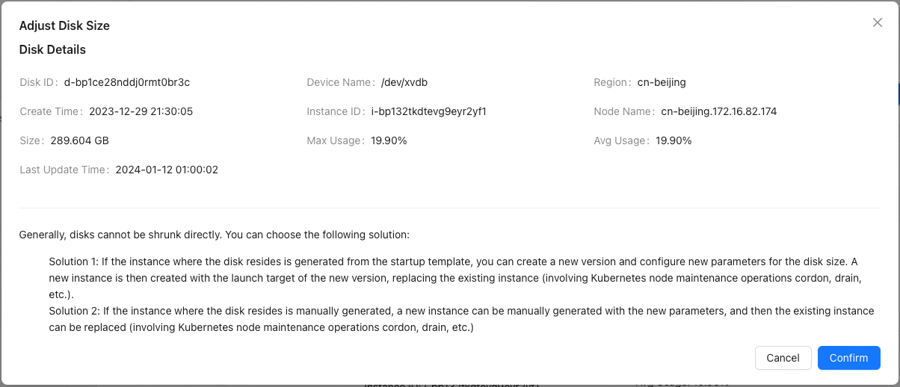 Adjust Disk Size
Disk Details
Disk ID: d-bp1ce28nddj0rmt0br3c Device Name: /dev/xvdb Region: cn-beijing
Create Time: 2023-12-29 21:30:05 Instance ID: i-bp132tkdtevg9eyr2yf1 Node Name: cn-beijing.172.16.82.174
Size: 289.604 GB Max Usage: 19.90% Avg Usage: 19.90%
Last Update Time: 2024-01-12 01:00:02
Generally, disks cannot be shrunk directly. You can choose the following solution:
Solution 1: If the instance where the disk resides is generated from the startup template, you can create a new version and configure new parameters for the disk size. A
new instance is then created with the launch target of the new version, replacing the existing instance (involving Kubernetes node maintenance operations cordon, drain,
etc.).
Solution 2: If the instance where the disk resides is manually generated, a new instance can be manually generated with the new parameters, and then the existing instance
can be replaced (involving Kubernetes node maintenance operations cordon, drain, etc.)
Cancel Confirm